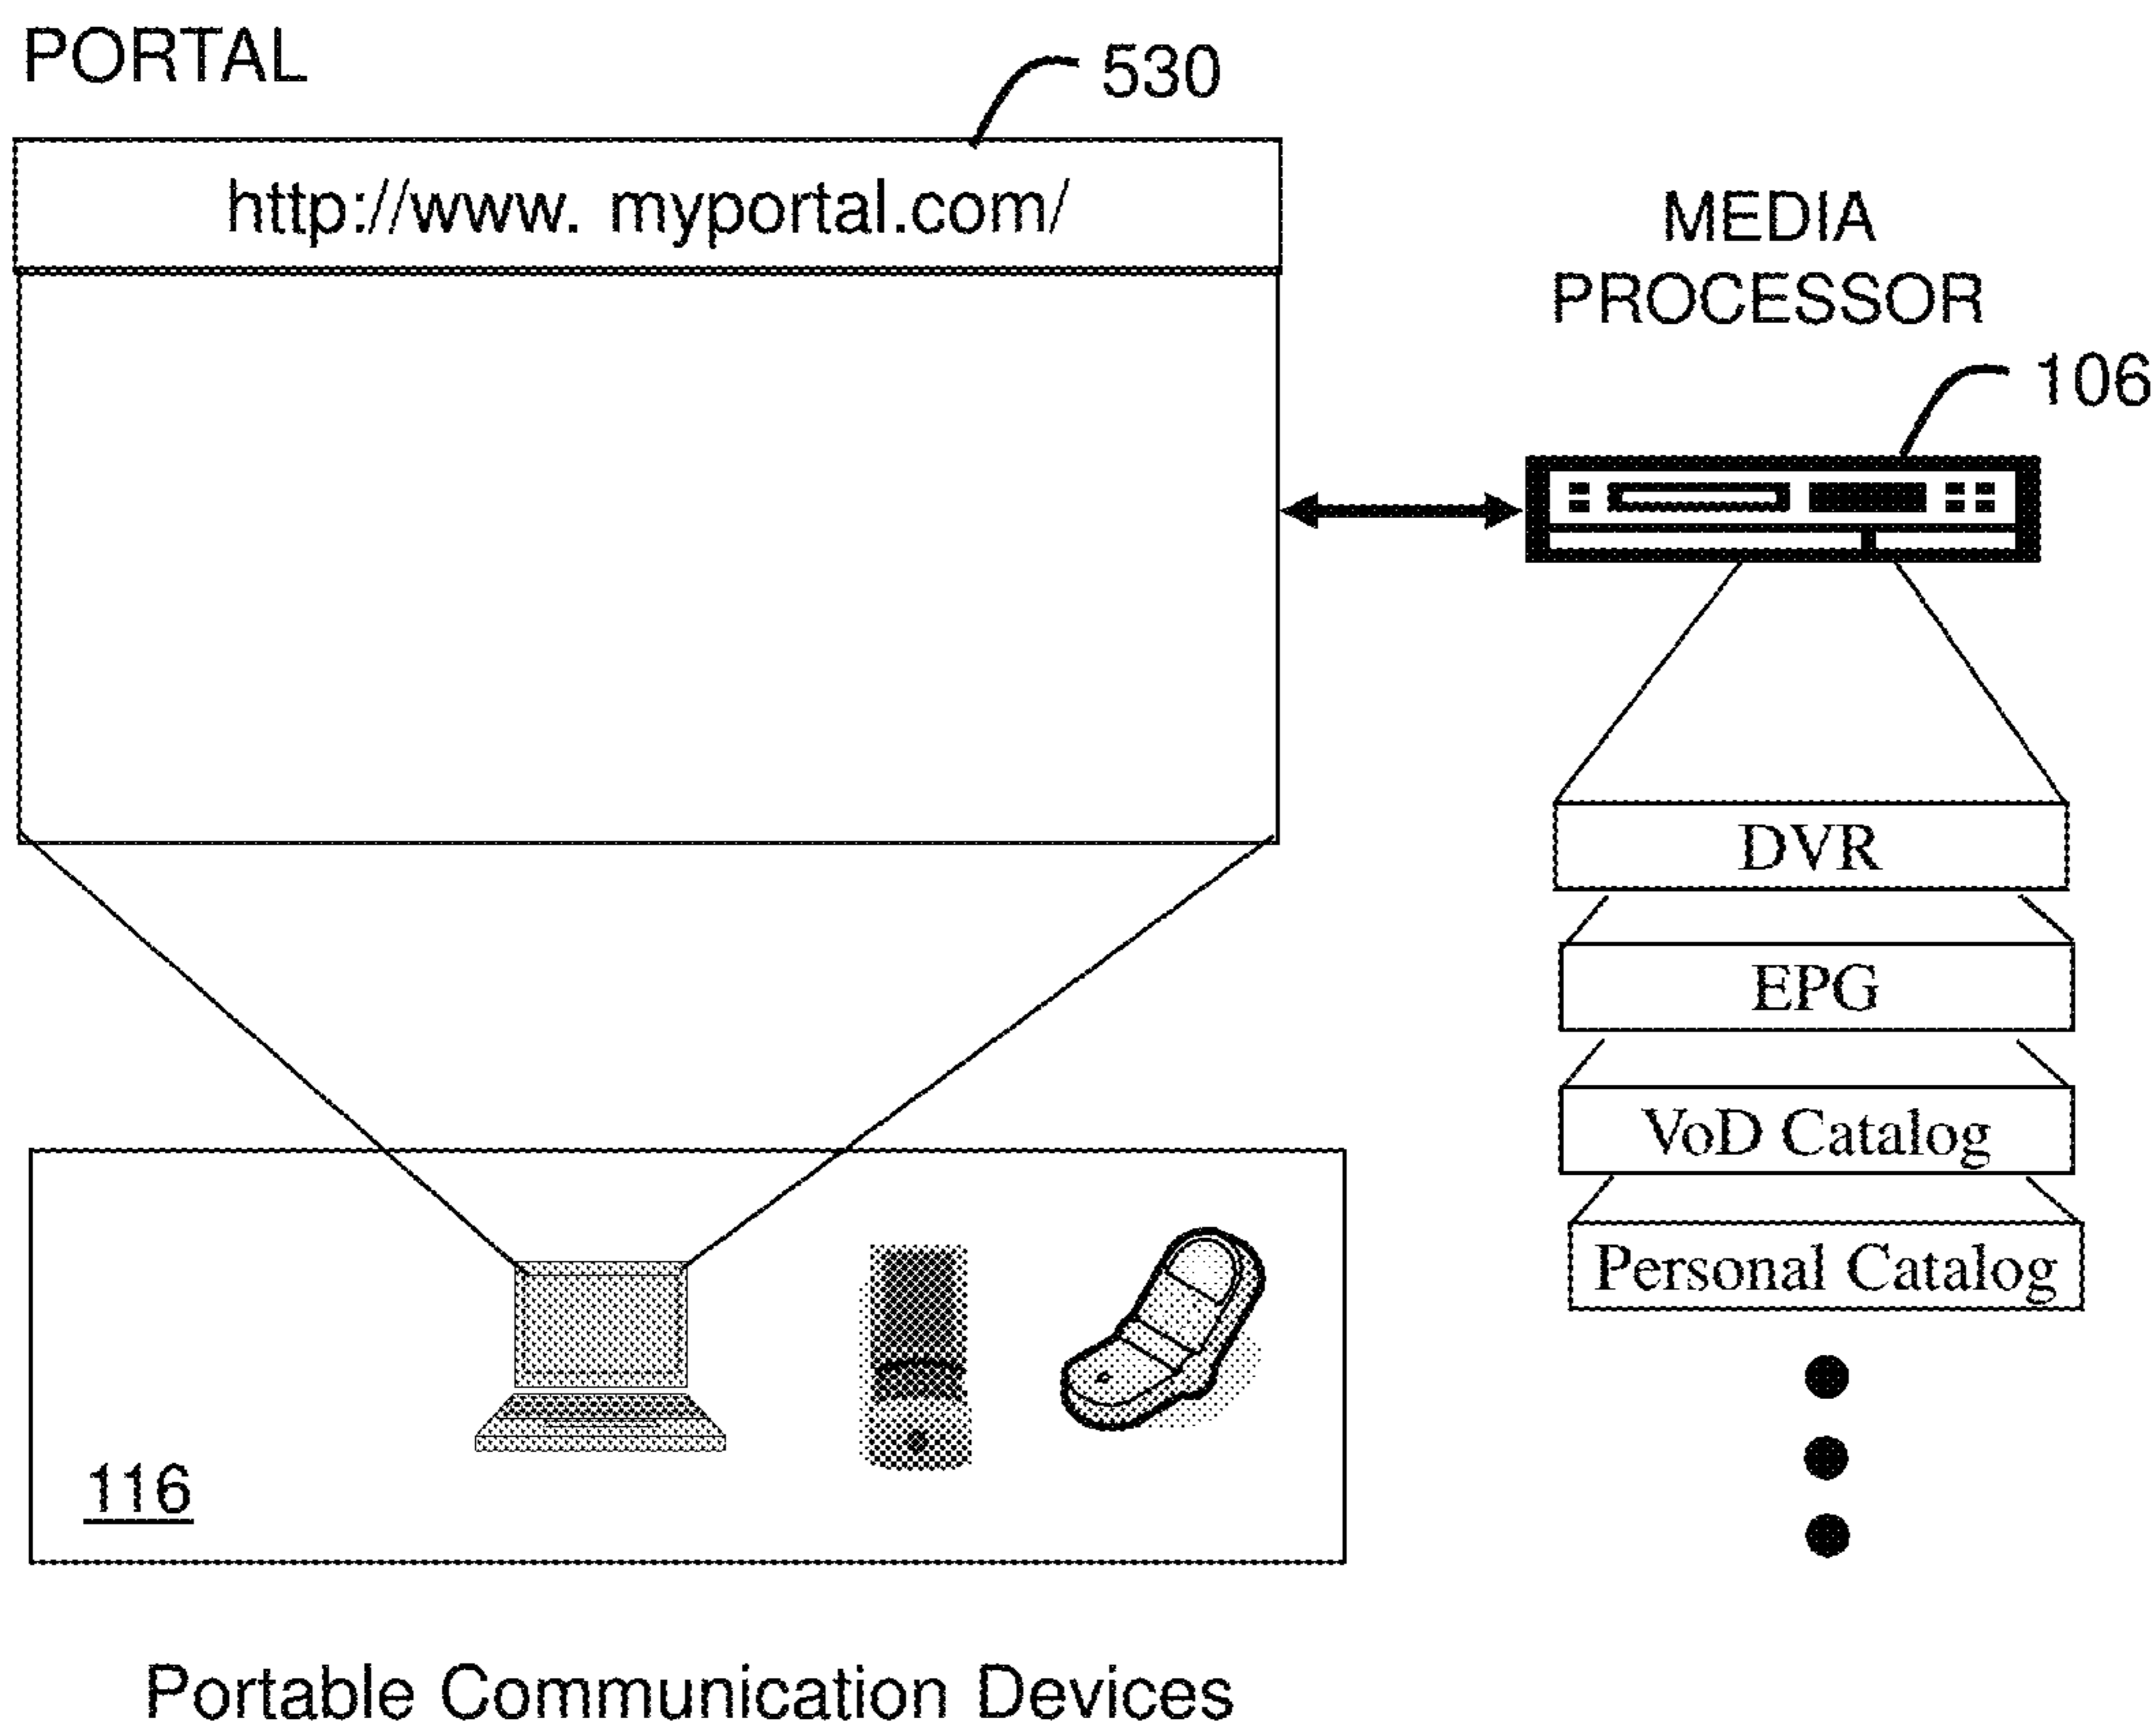 PORTAL
530
http://www. myportal.com/
MEDIA
PROCESSOR
106
DVR
EPG
VoD Catalog
Personal Catalog
116
Portable Communication Devices